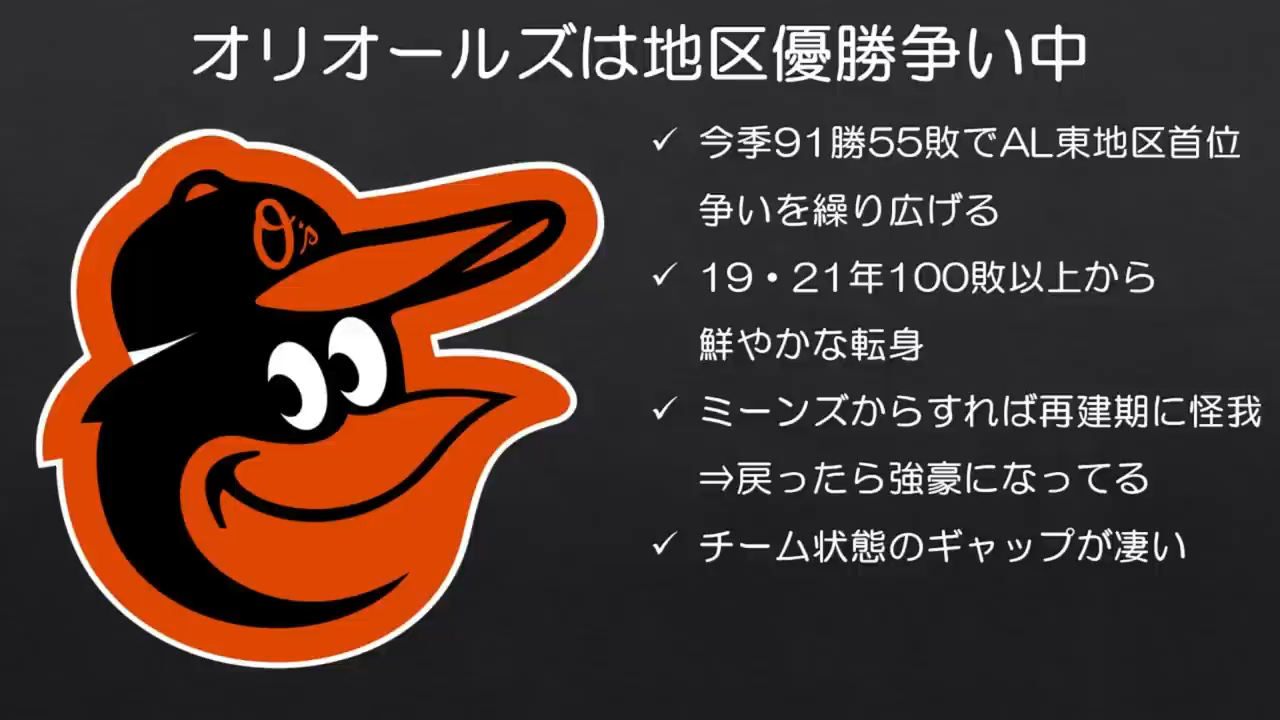 オリオールズは地区優勝争い中
O's
✓ 今季91勝55敗でAL東地区首位
争いを繰り広げる
✓ 19・21年100敗以上から
鮮やかな転身
✓ ミーンズからすれば再建期に怪我
⇒戻ったら強豪になってる
✓ チーム状態のギャップが凄い